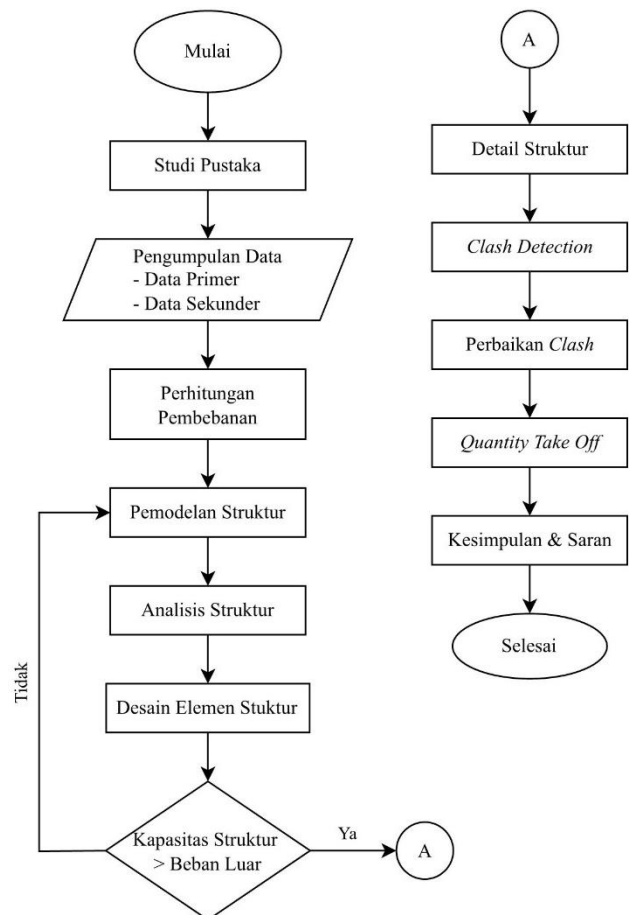 Mulai
Studi Pustaka
Pengumpulan Data
- Data Primer
- Data Sekunder
Perhitungan
Pembebanan
Pemodelan Struktur
Analisis Struktur
Desain Elemen Stuktur
Kapasitas Struktur
> Beban Luar
Tidak
Ya
A
A
Detail Struktur
Clash Detection
Perbaikan Clash
Quantity Take Off
Kesimpulan & Saran
Selesai